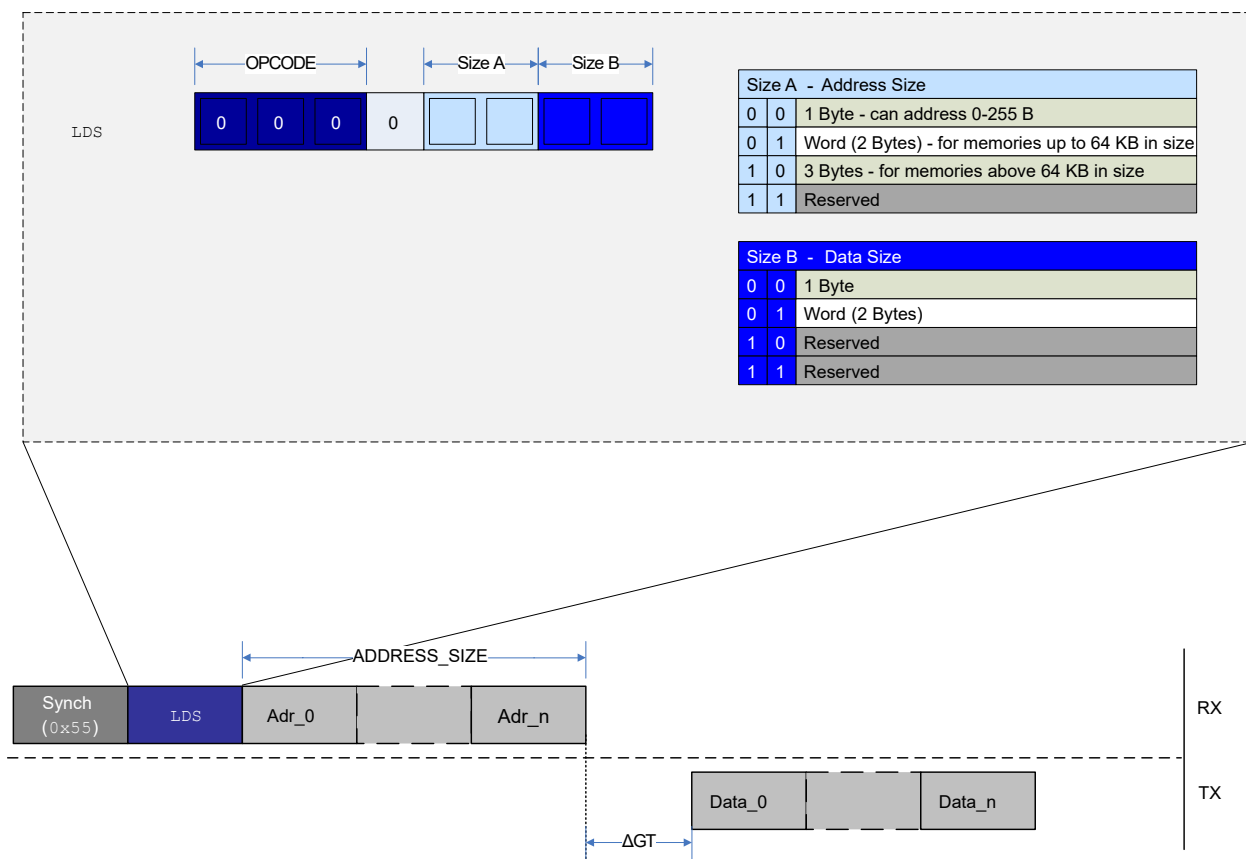 OPCODE Size A Size B
LDS 0 0 0 0
Size A - Address Size
0 0 1 Byte - can address 0-255 B
0 1 Word (2 Bytes) - for memories up to 64 KB in size
1 0 3 Bytes - for memories above 64 KB in size
1 1 Reserved
Size B - Data Size
0 0 1 Byte
0 1 Word (2 Bytes)
1 0 Reserved
1 1 Reserved
ADDRESS_SIZE
Synch
(0x55)
LDS
Adr_0
Adr_n
RX
Data_0
Data_n
TX
ΔGT